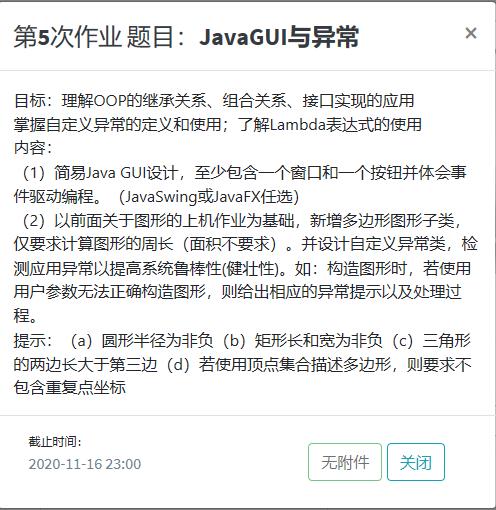 第5次作业 题目：JavaGUI与异常
×
目标：理解OOP的继承关系、组合关系、接口实现的应用
掌握自定义异常的定义和使用；了解Lambda表达式的使用
内容：
（1）简易Java GUI设计，至少包含一个窗口和一个按钮并体会事
件驱动编程。（JavaSwing或JavaFX任选）
（2）以前面关于图形的上机作业为基础，新增多边形图形子类，
仅要求计算图形的周长（面积不要求）。并设计自定义异常类，检
测应用异常以提高系统鲁棒性(健壮性)。如：构造图形时，若使用
用户参数无法正确构造图形，则给出相应的异常提示以及处理过
程。
提示：（a）圆形半径为非负（b）矩形长和宽为非负（c）三角形
的两边长大于第三边（d）若使用顶点集合描述多边形，则要求不
包含重复点坐标
截止时间：
2020-11-16 23:00
无附件
关闭